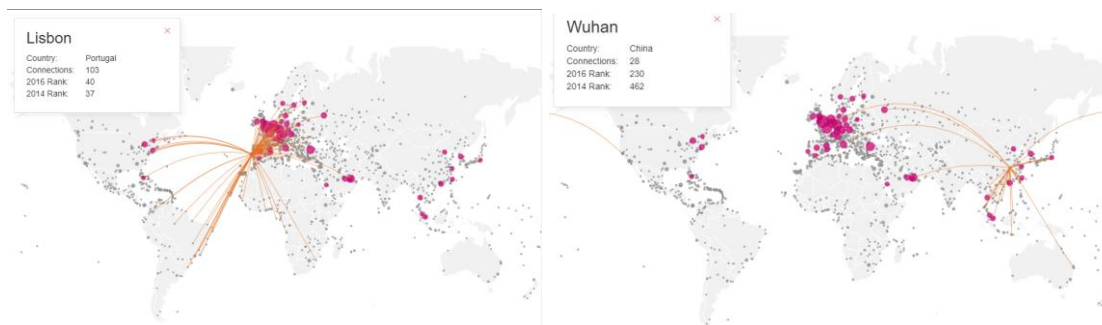 Lisbon
Country: Portugal
Connections: 103
2016 Rank: 40
2014 Rank: 37
Wuhan
Country: China
Connections: 28
2016 Rank: 230
2014 Rank: 462